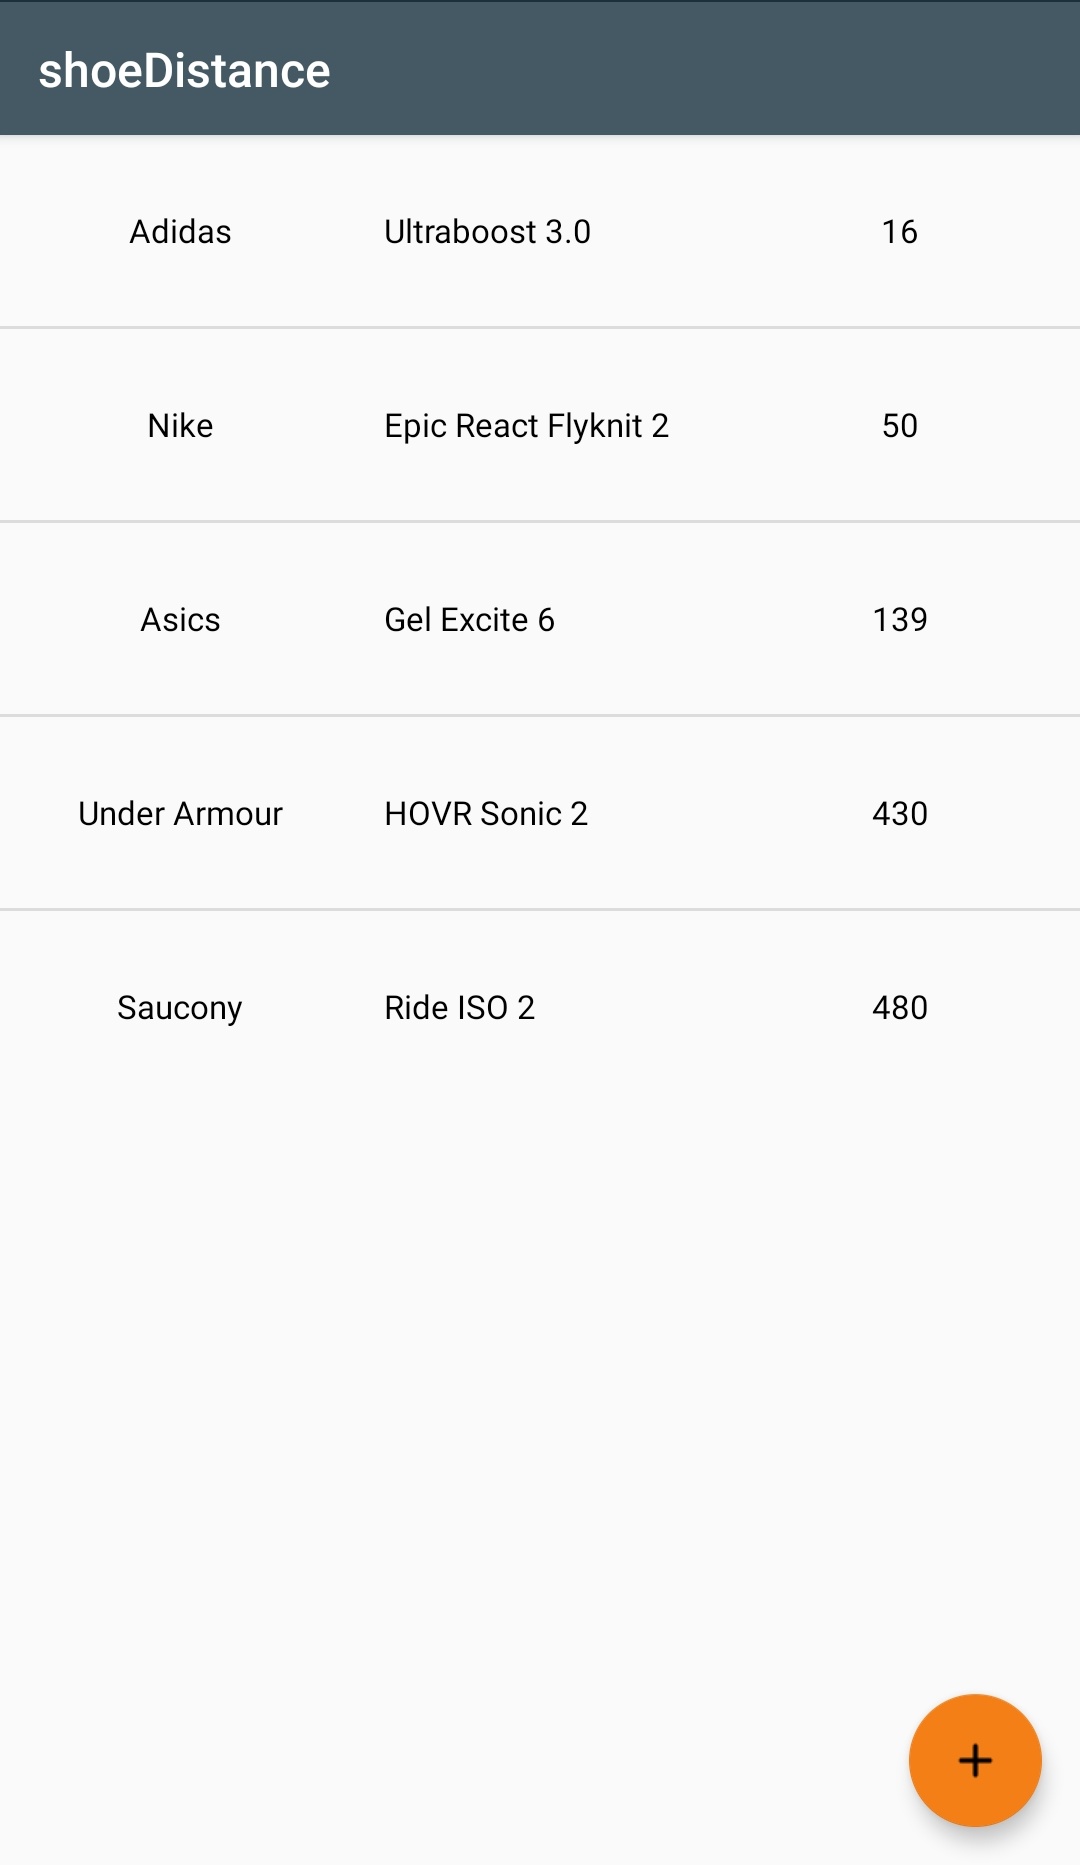 shoeDistance
Adidas Ultraboost 3.0 16
Nike Epic React Flyknit 2 50
Asics Gel Excite 6 139
Under Armour HOVR Sonic 2 430
Saucony Ride ISO 2 480
+